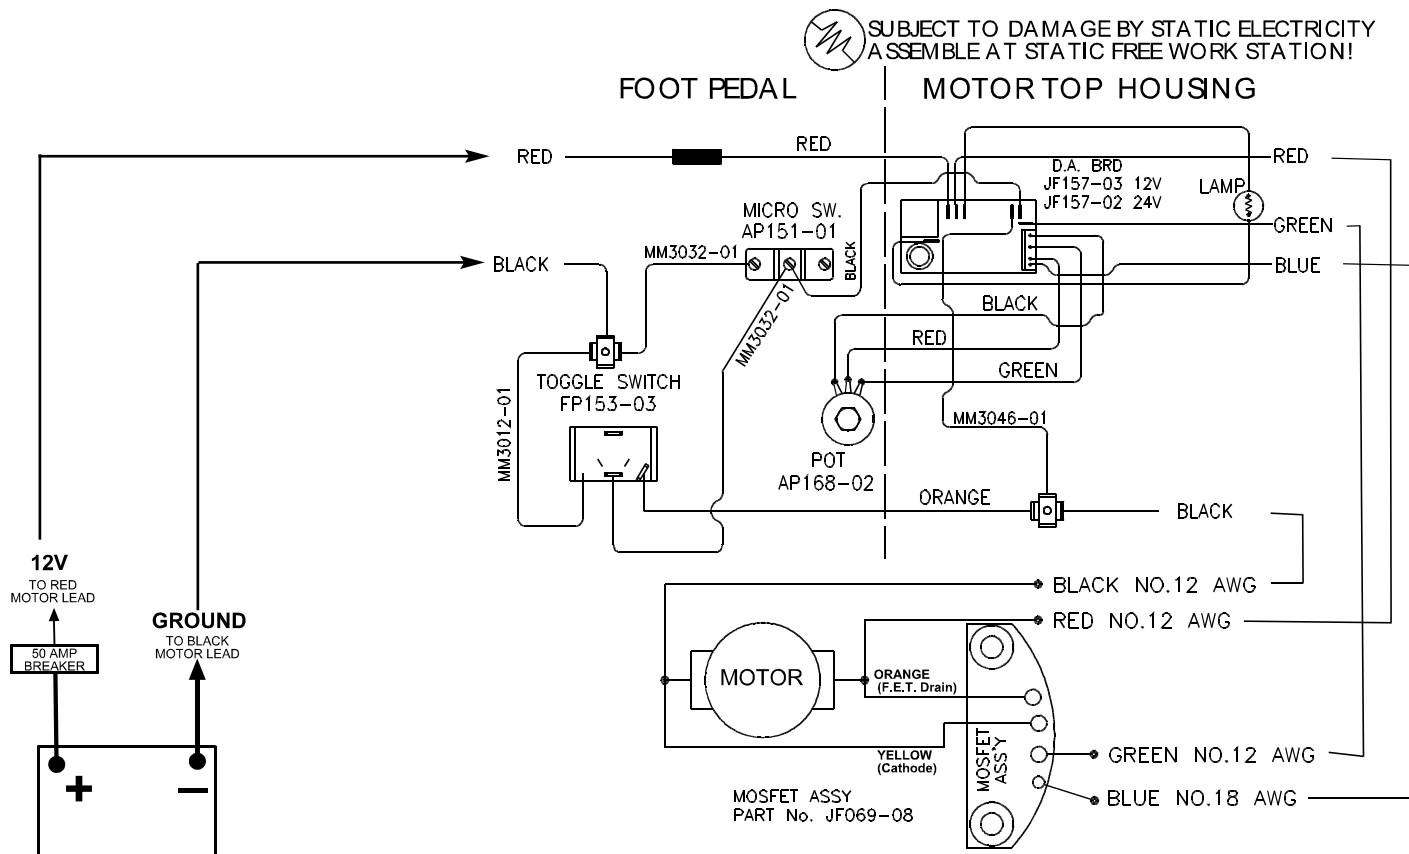 SUBJECT TO DAMAGE BY STATIC ELECTRICITY
ASSEMBLE AT STATIC FREE WORK STATION!
FOOT PEDAL
MOTOR TOP HOUSING
RED
RED
D.A. BRD
JF157-03 12V
JF157-02 24V
RED
LAMP
MICRO SW.
AP151-01
GREEN
BLACK
MM3032-01
BLACK
BLUE
MM3032-01
BLACK
RED
GREEN
TOGGLE SWITCH
FP153-03
MM3012-01
MM3046-01
POT
AP168-02
ORANGE
BLACK
12V
TO RED
MOTOR LEAD
GROUND
TO BLACK
MOTOR LEAD
50 AMP
BREAKER
BLACK NO.12 AWG
RED NO.12 AWG
MOTOR
ORANGE
(F.E.T. Drain)
YELLOW
(Cathode)
MOSFET
ASS'Y
GREEN NO.12 AWG
BLUE NO.18 AWG
MOSFET ASSY
PART No. JF069-08
+
−